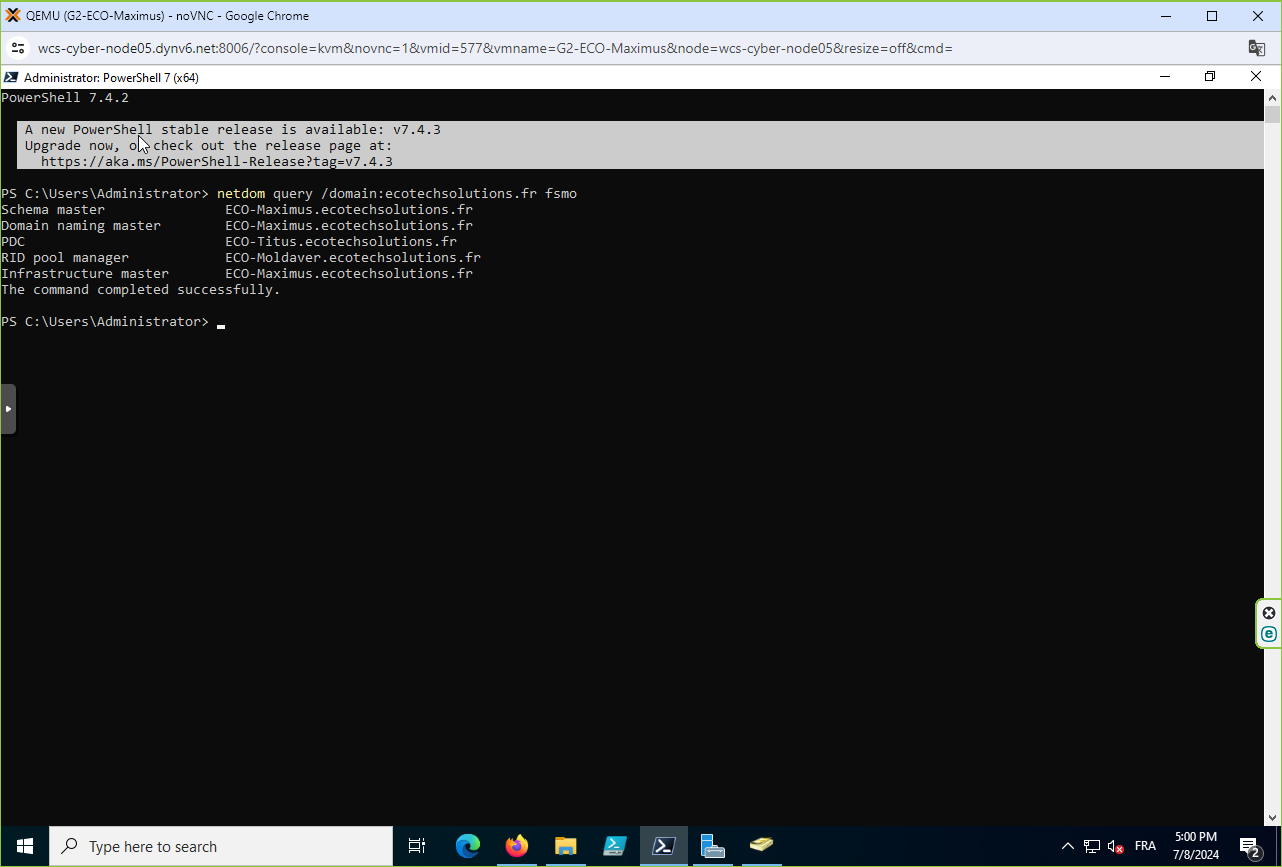 QEMU (G2-ECO-Maximus) - noVNC - Google Chrome
wcs-cyber-node05.dynv6.net:8006/?console=kvm&novnc=1&vmid=577&vmname=G2-ECO-Maximus&node=wcs-cyber-node05&resize=off&cmd=
Administrator: PowerShell 7 (x64)
PowerShell 7.4.2
A new PowerShell stable release is available: v7.4.3
Upgrade now, or check out the release page at:
https://aka.ms/PowerShell-Release?tag=v7.4.3
PS C:\Users\Administrator> netdom query /domain:ecotechsolutions.fr fsmo
Schema master ECO-Maximus.ecotechsolutions.fr
Domain naming master ECO-Maximus.ecotechsolutions.fr
PDC ECO-Titus.ecotechsolutions.fr
RID pool manager ECO-Moldaver.ecotechsolutions.fr
Infrastructure master ECO-Maximus.ecotechsolutions.fr
The command completed successfully.
PS C:\Users\Administrator>
Type here to search
FRA
5:00 PM
7/8/2024
2